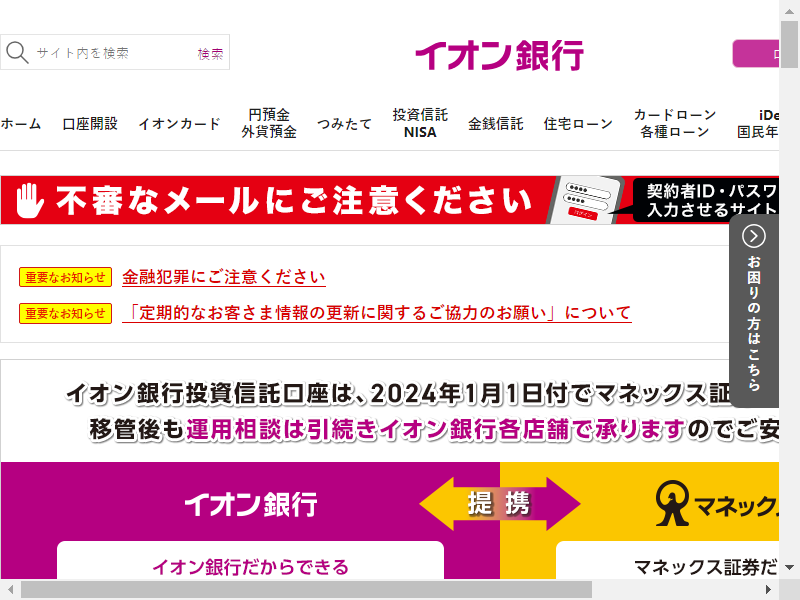 サイト内を検索 検索
イオン銀行
ホーム
口座開設
イオンカード
円預金
外貨預金
つみたて
投資信託
NISA
金銭信託
住宅ローン
カードローン
各種ローン
iDe
国民年
不審なメールにご注意ください
ログイン
契約者ID・パスワ
入力させるサイト
お困りの方はこちら
重要なお知らせ 金融犯罪にご注意ください
重要なお知らせ 「定期的なお客さま情報の更新に関するご協力のお願い」について
イオン銀行投資信託口座は、2024年1月1日付でマネックス証
移管後も運用相談は引続きイオン銀行各店舗で承りますのでご安
イオン銀行
提携
マネック
イオン銀行だからできる
マネックス証券だ